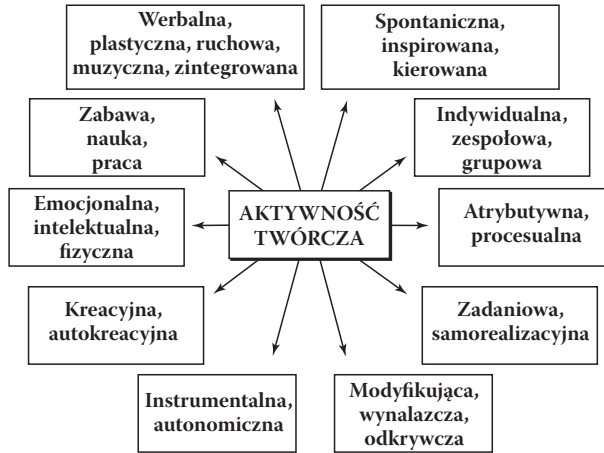 Werbalna,
plastyczna, ruchowa,
muzyczna, zintegrowana
Spontaniczna,
inspirowana,
kierowana
Zabawa,
nauka,
praca
Indywidualna,
zespołowa,
grupowa
Emocjonalna,
intelektualna,
fizyczna
AKTYWNOŚĆ
TWÓRCZA
Atrybutywna,
procesualna
Kreacyjna,
autokreacyjna
Zadaniowa,
samorealizacyjna
Instrumentalna,
autonomiczna
Modyfikująca,
wynalazcza,
odkrywcza